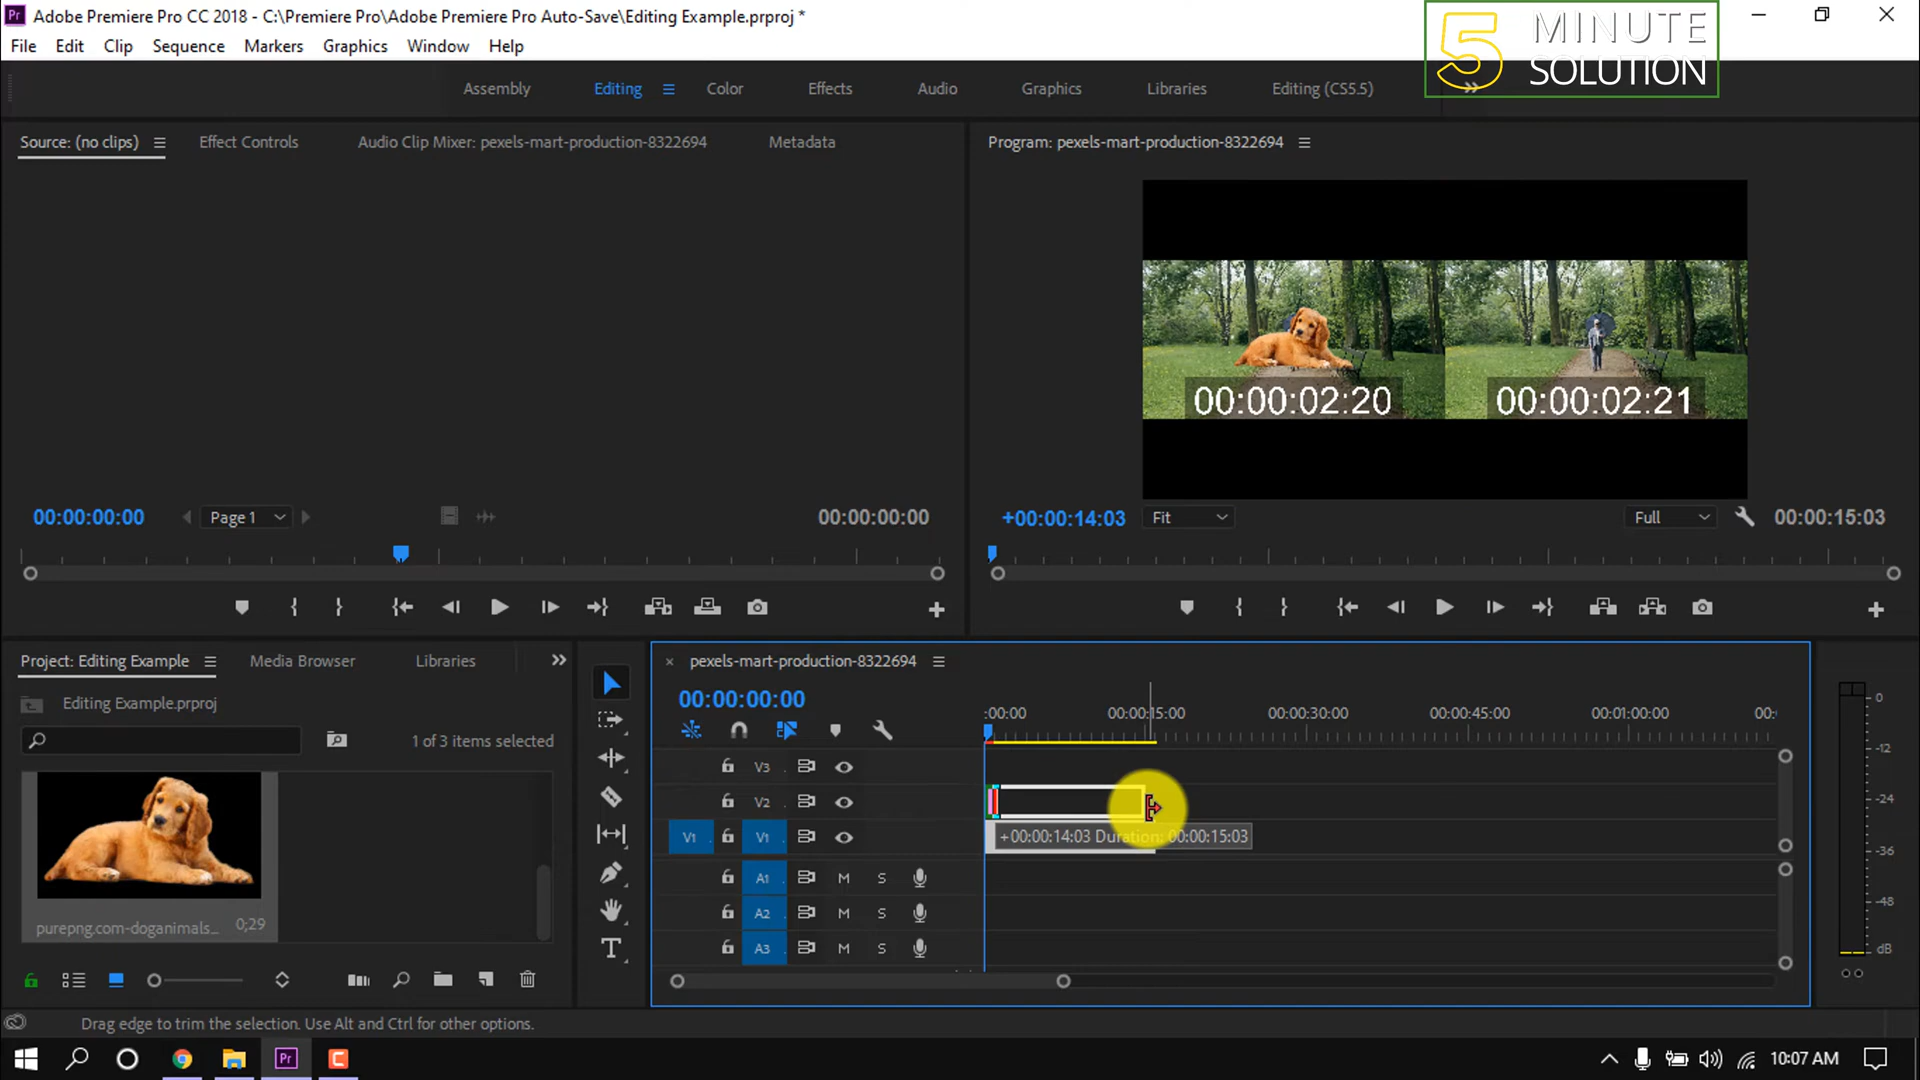 Adobe Premiere Pro CC 2018 - C:\Premiere Pro\Adobe Premiere Pro Auto-Save\Editing Example.prproj *
5 MINUTE SOLUTION
File Edit Clip Sequence Markers Graphics Window Help
Assembly Editing Color Effects Audio Graphics Libraries Editing (CS5.5)
Source: (no clips) Effect Controls Audio Clip Mixer: pexels-mart-production-8322694 Metadata
Program: pexels-mart-production-8322694
00:00:02:20 00:00:02:21
00:00:00:00 Page 1 00:00:00:00
+00:00:14:03 Fit Full 00:00:15:03
Project: Editing Example Media Browser Libraries
Editing Example.prproj
1 of 3 items selected
purepng.com-doganimals... 0;29
pexels-mart-production-8322694
00:00:00:00
:00:00 00:00:15:00 00:00:30:00 00:00:45:00 00:01:00:00 00:
V3
V2
V1 V1
+00:00:14:03 Duration: 00:00:15:03
A1 M S
A2 M S
A3 M S
0
-12
-24
-36
-48
dB
Drag edge to trim the selection. Use Alt and Ctrl for other options.
Pr
10:07 AM